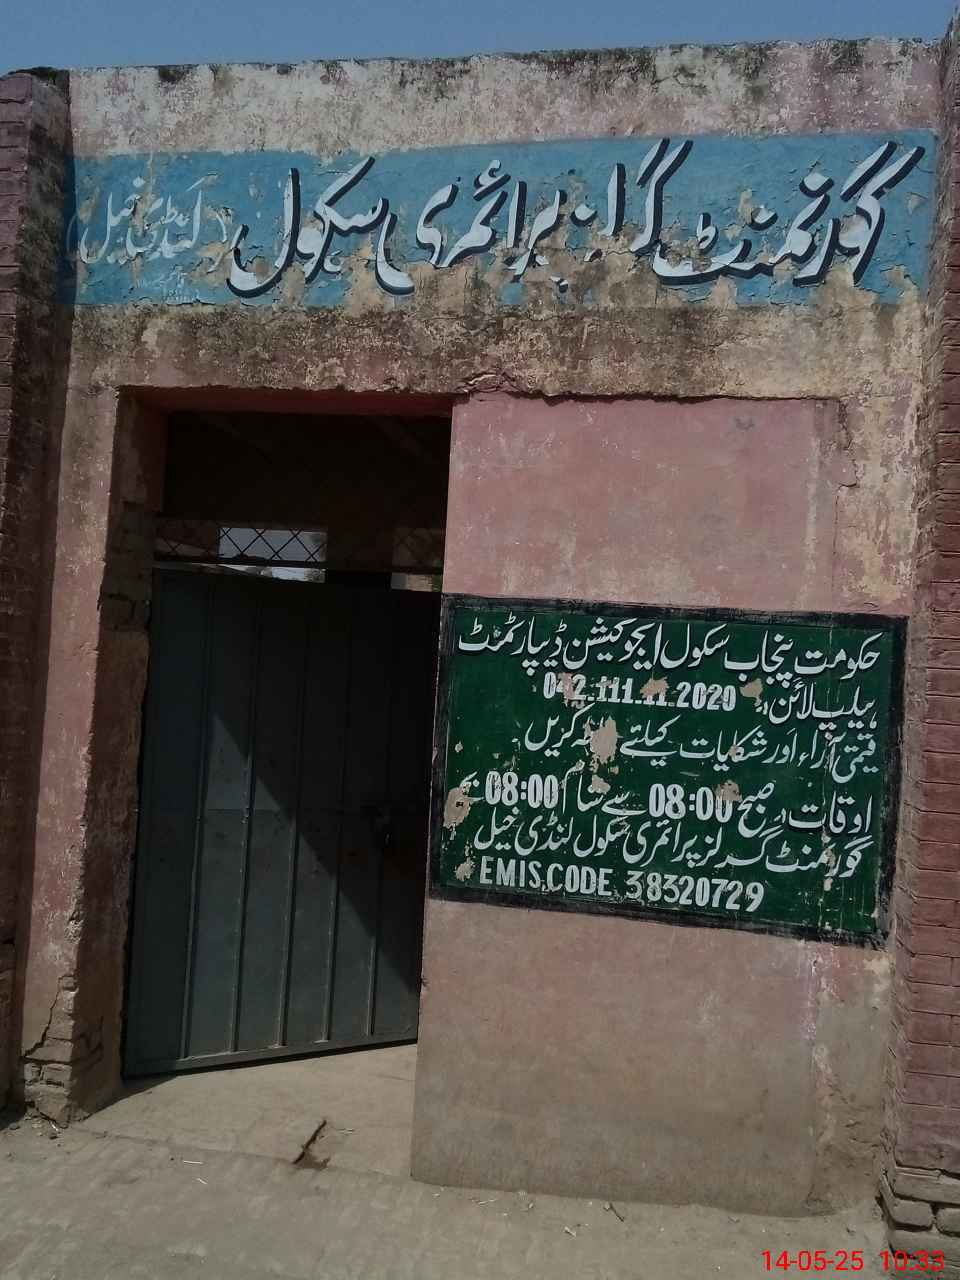 گورنمنٹ گرلز پرائمری سکول (لنڈی خیل)
حکومت پنجاب سکول ایجوکیشن ڈیپارٹمنٹ
ہیلپ لائن: 042.111.11.2020
قیمتی آراء اور شکایات کیلئے کریں
اوقات: صبح 08:00 سے شام 08:00 بجے
گورنمنٹ گرلز پرائمری سکول لنڈی خیل
EMIS.CODE 38320729
14-05-25 10:33